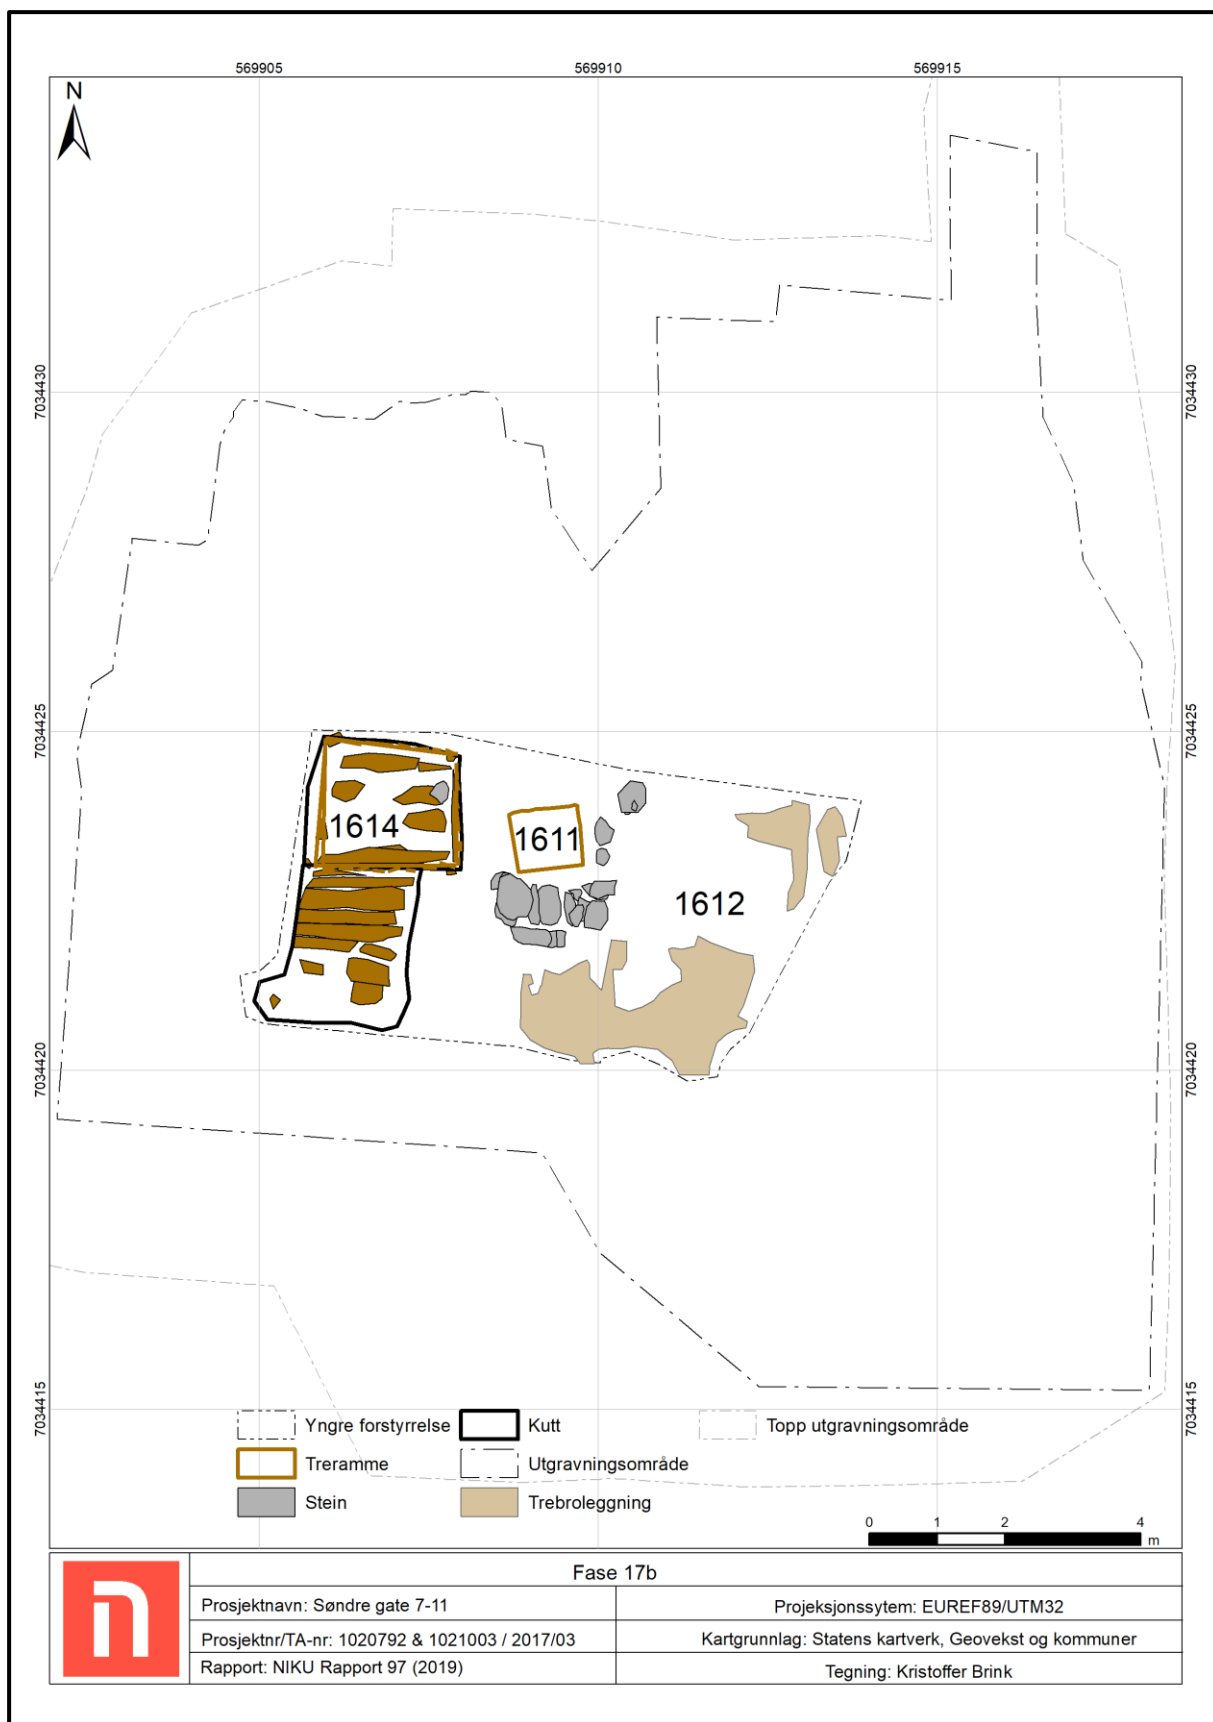 569905 569910 569915
N
7034430 7034430
7034425 7034425
1614 1611
1612
7034420 7034420
7034415 7034415
Yngre forstyrrelse Kutt Topp utgravningsområde
Treramme Utgravningsområde
Stein Trebroleggning
0 1 2 4
m
Fase 17b
Prosjektnavn: Søndre gate 7-11 Projeksjonssytem: EUREF89/UTM32
Prosjektnr/TA-nr: 1020792 & 1021003 / 2017/03 Kartgrunnlag: Statens kartverk, Geovekst og kommuner
Rapport: NIKU Rapport 97 (2019) Tegning: Kristoffer Brink